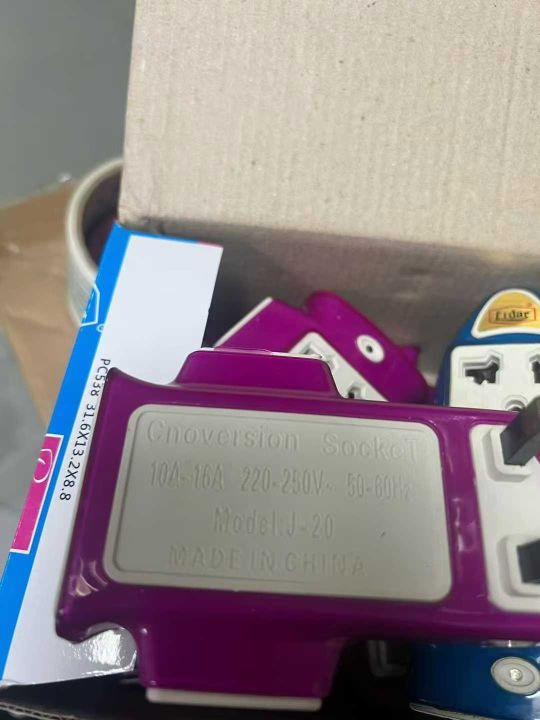 Lidar
PC538 31.6X13.2X8.8
Cnoversion SockeT
10A-16A 220-250V~ 50-60Hz
Model:J-20
MADE IN CHINA